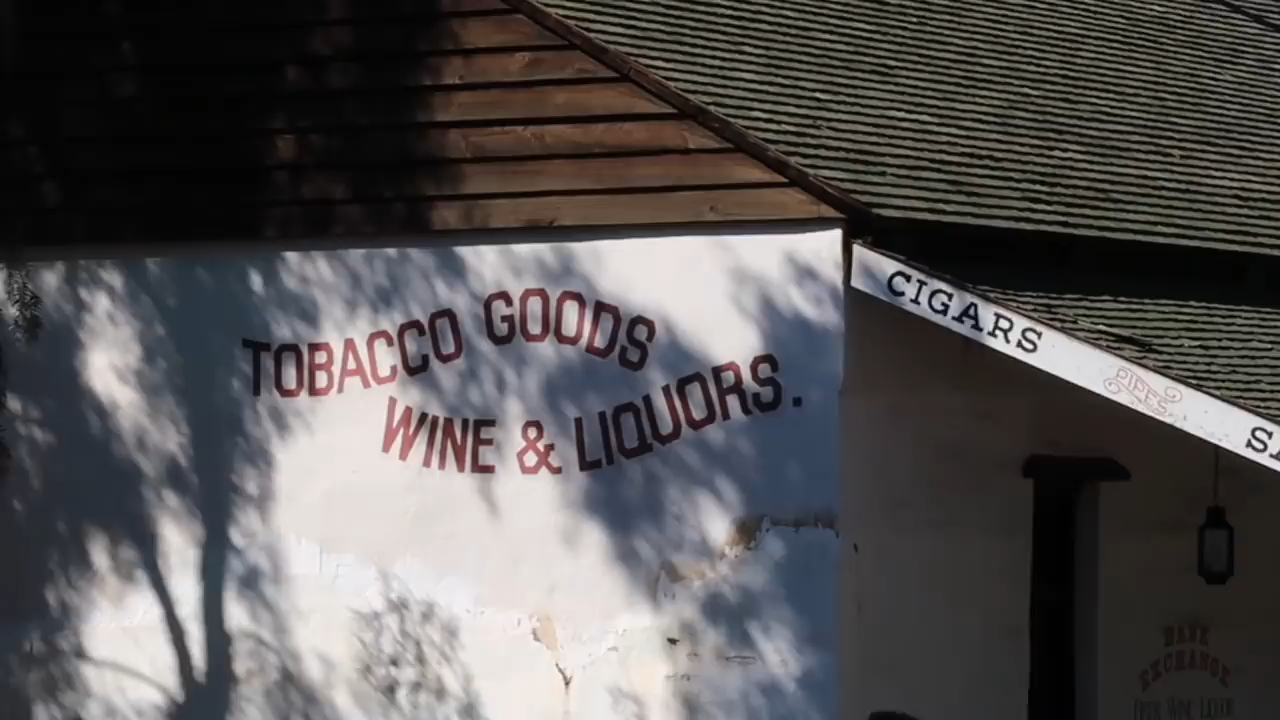 TOBACCO GOODS
WINE & LIQUORS.
CIGARS
PIPES
BANK
EXCHANGE